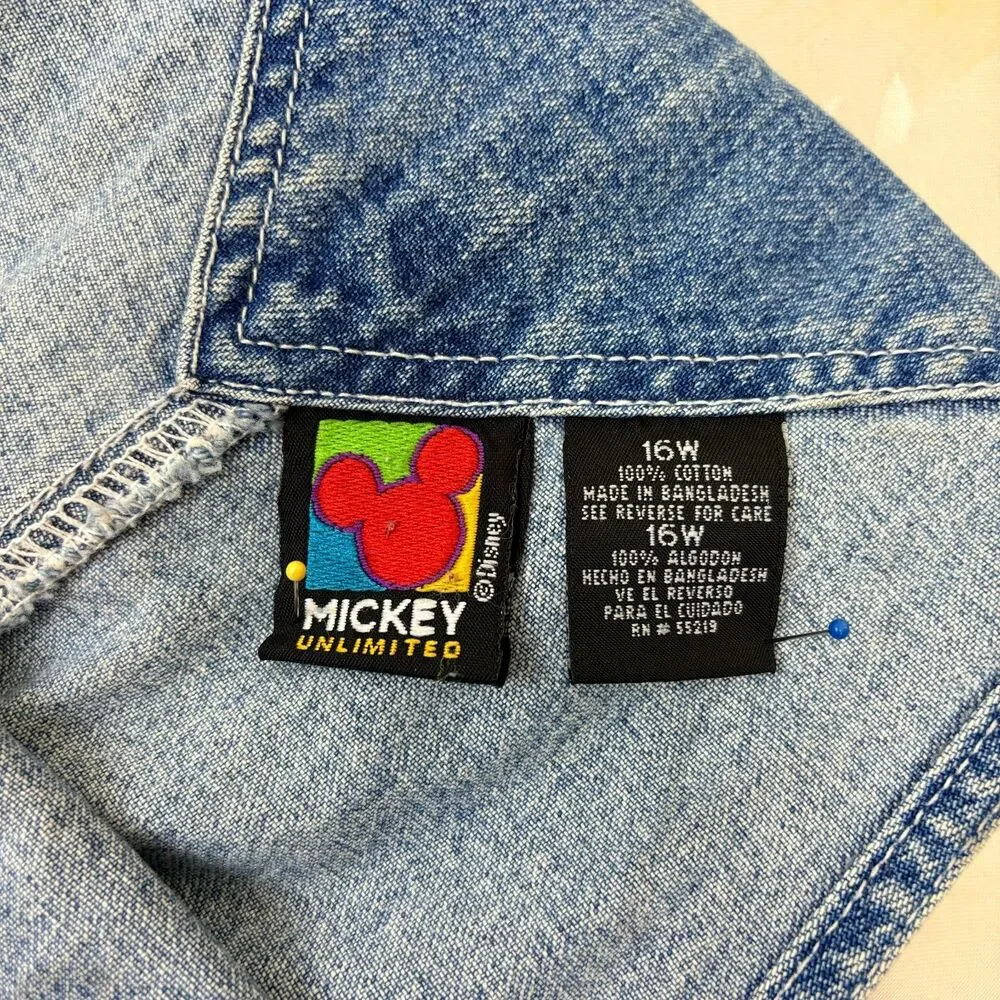 ©Disney
MICKEY
UNLIMITED
16W
100% COTTON
MADE IN BANGLADESH
SEE REVERSE FOR CARE
16W
100% ALGODON
HECHO EN BANGLADESH
VE EL REVERSO
PARA EL CUIDADO
RN # 55219